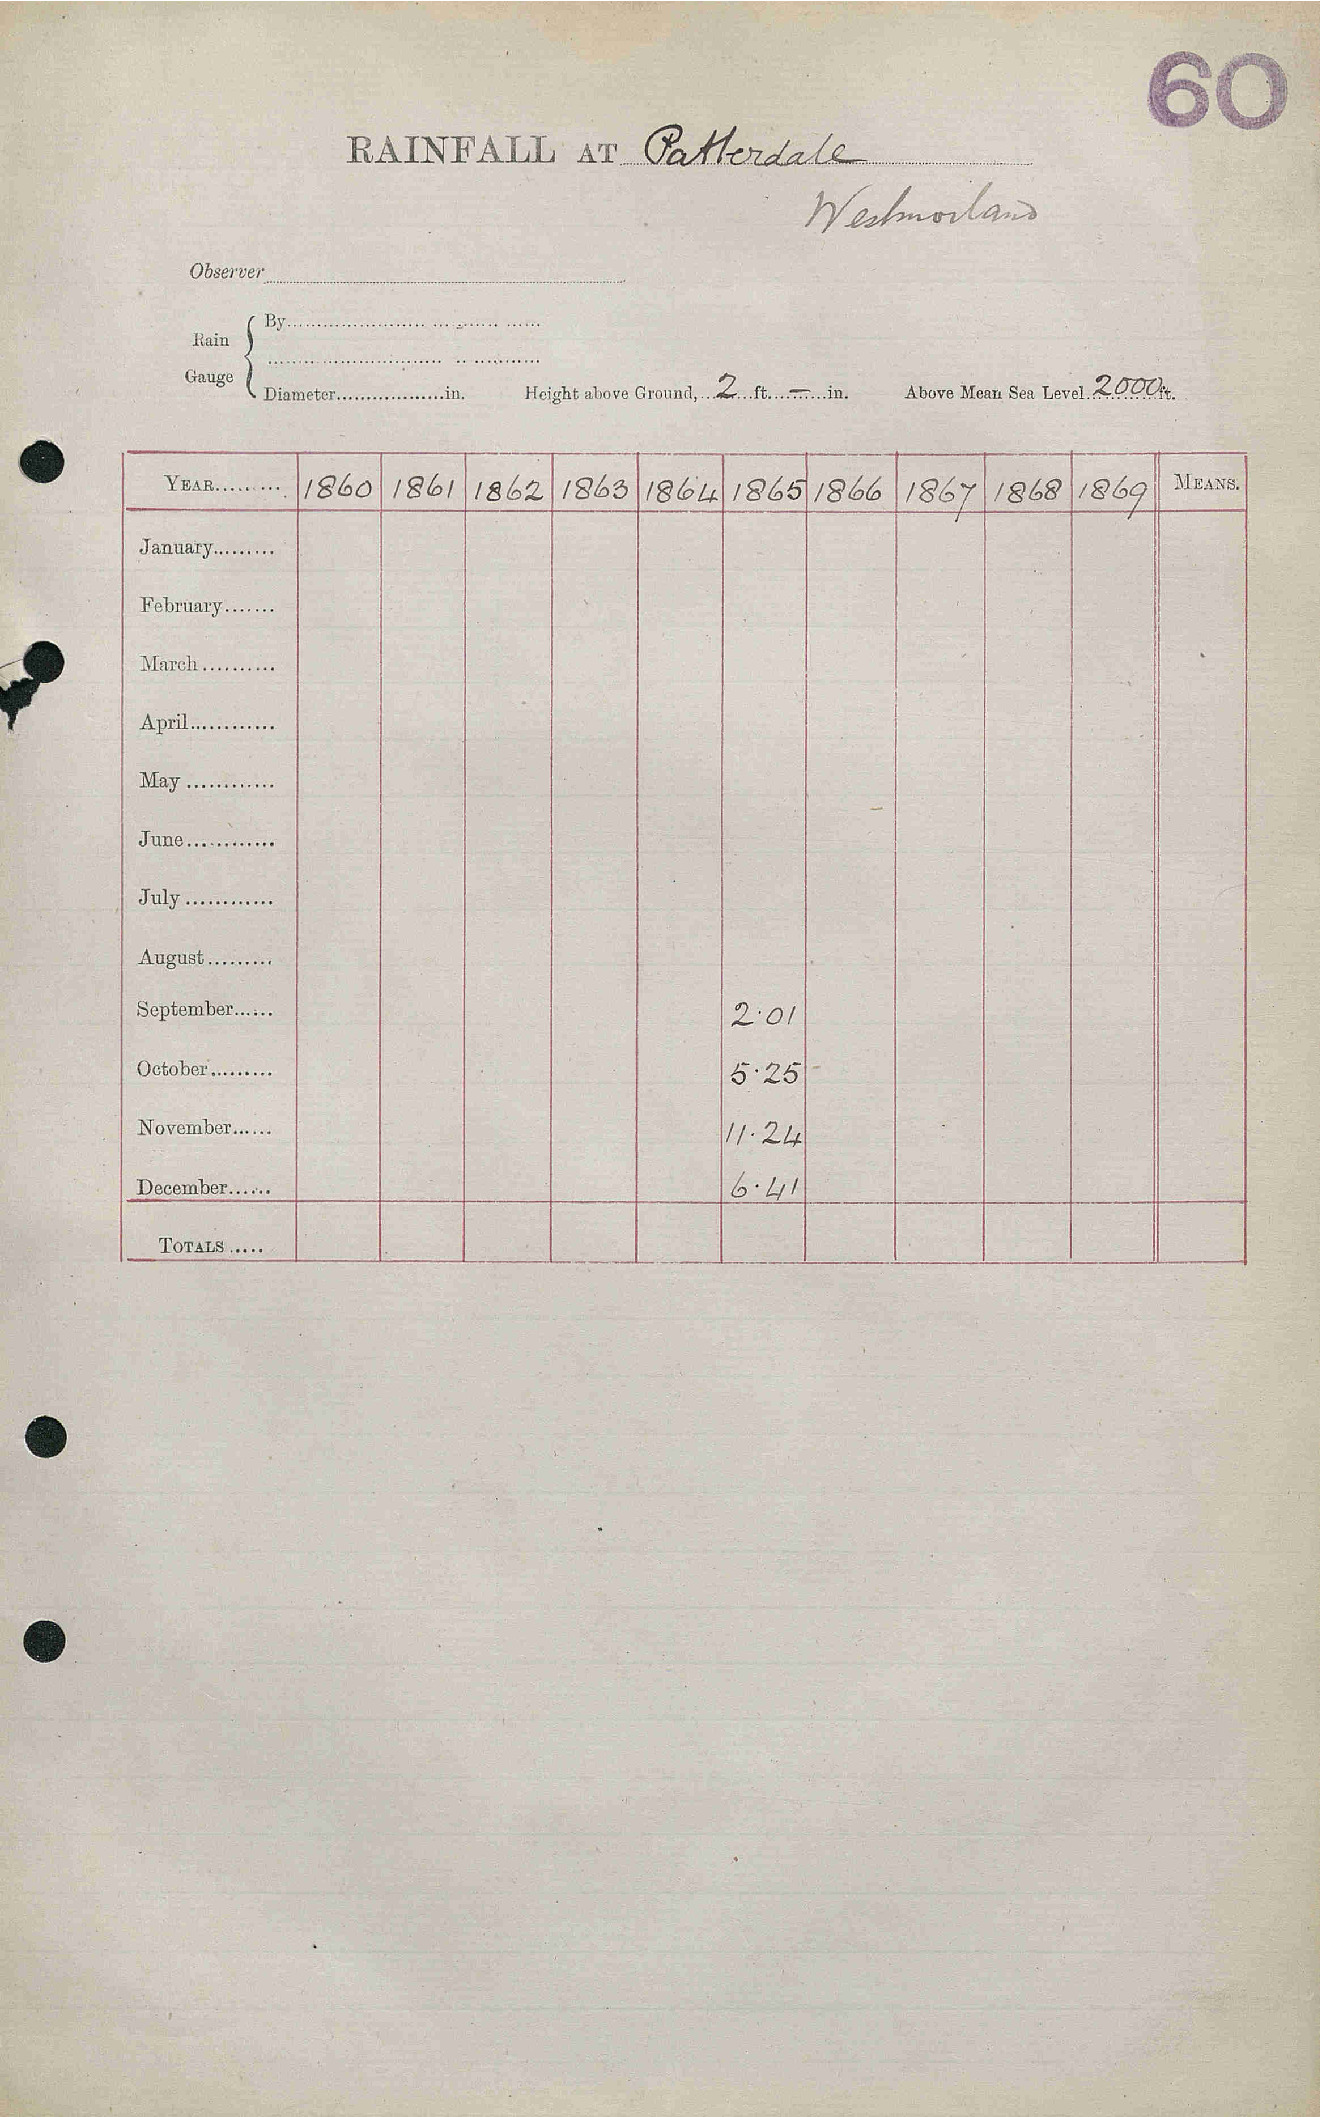 60
RAINFALL AT Patterdale
Westmorland
Observer
Rain Gauge
By
Diameter in. Height above Ground, 2 ft. — in. Above Mean Sea Level 2000 ft.
YEAR 1860 1861 1862 1863 1864 1865 1866 1867 1868 1869 MEANS.
January
February
March
April
May
June
July
August
September 2·01
October 5·25
November 11·24
December 6·41
TOTALS